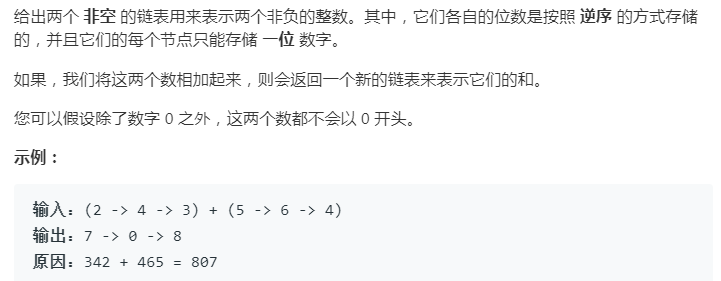 给出两个 非空 的链表用来表示两个非负的整数。其中，它们各自的位数是按照 逆序 的方式存储
的，并且它们的每个节点只能存储 一位 数字。
如果，我们将这两个数相加起来，则会返回一个新的链表来表示它们的和。
您可以假设除了数字 0 之外，这两个数都不会以 0 开头。
示例：
输入：(2 -> 4 -> 3) + (5 -> 6 -> 4)
输出：7 -> 0 -> 8
原因：342 + 465 = 807